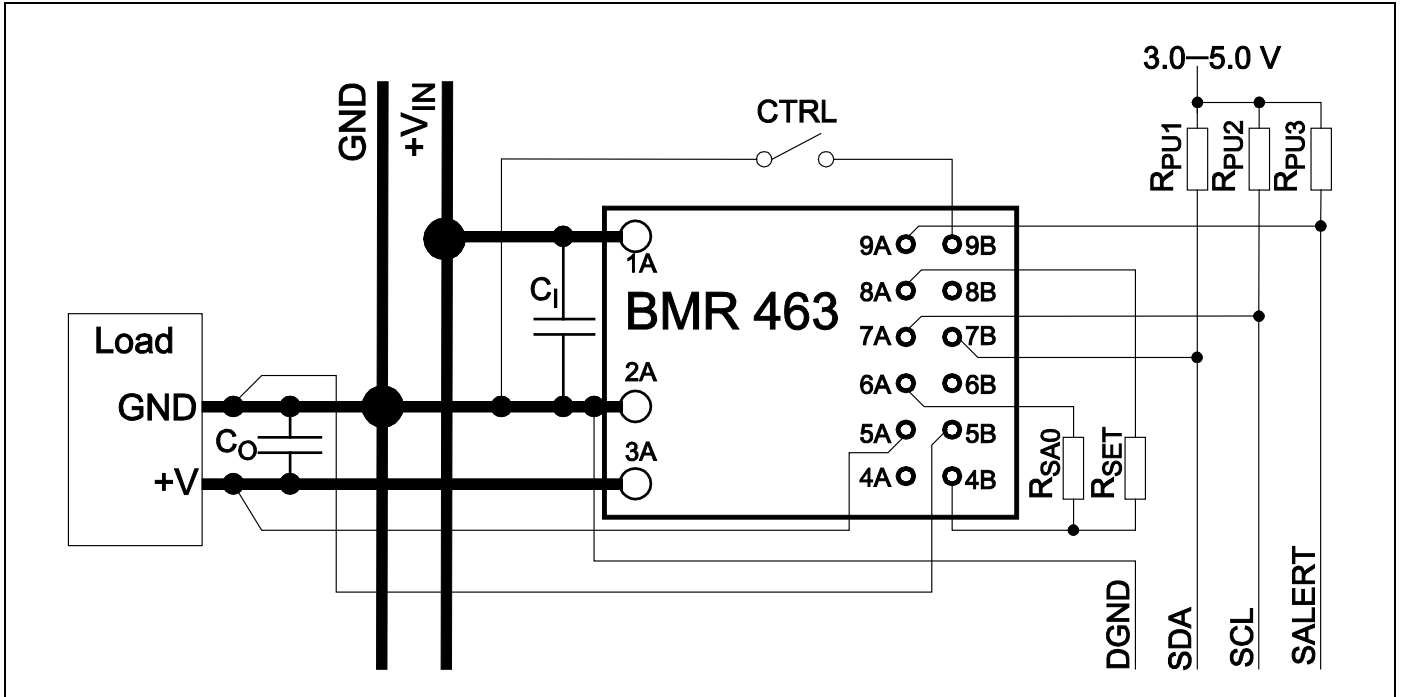 3.0–5.0 V
GND
+VIN
CTRL
RPU1
RPU2
RPU3
1A
9A
9B
CI
BMR 463
8A
8B
Load
7A
7B
GND
2A
6A
6B
CO
3A
5A
5B
+V
4A
4B
RSA0
RSET
DGND
SDA
SCL
SALERT